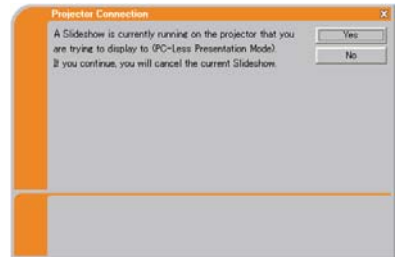 Projector Connection
X
A Slideshow is currently running on the projector that you
are trying to display to (PC-Less Presentation Mode).
If you continue, you will cancel the current Slideshow.
Yes
No